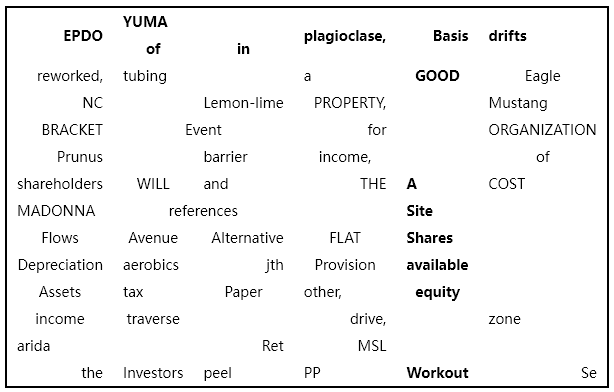 EPDO YUMA of in plagioclase, Basis drifts
reworked, tubing a GOOD Eagle
NC Lemon-lime PROPERTY, Mustang
BRACKET Event for ORGANIZATION
Prunus barrier income, of
shareholders WILL and THE A COST
MADONNA references Site
Flows Avenue Alternative FLAT Shares
Depreciation aerobics jth Provision available
Assets tax Paper other, equity
income traverse drive, zone
arida Ret MSL
the Investors peel PP Workout Se